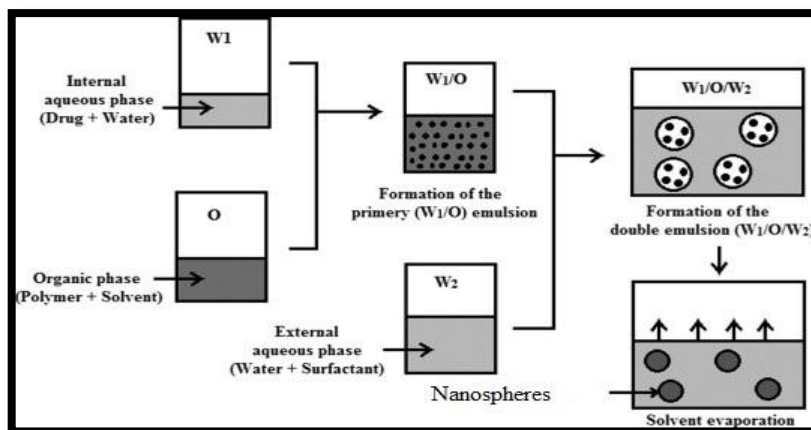 W1
Internal
aqueous phase
(Drug + Water)
W1/O
Formation of the
primery (W1/O) emulsion
W1/O/W2
Formation of the
double emulsion (W1/O/W2)
O
Organic phase
(Polymer + Solvent)
W2
External
aqueous phase
(Water + Surfactant)
Nanospheres
Solvent evaporation